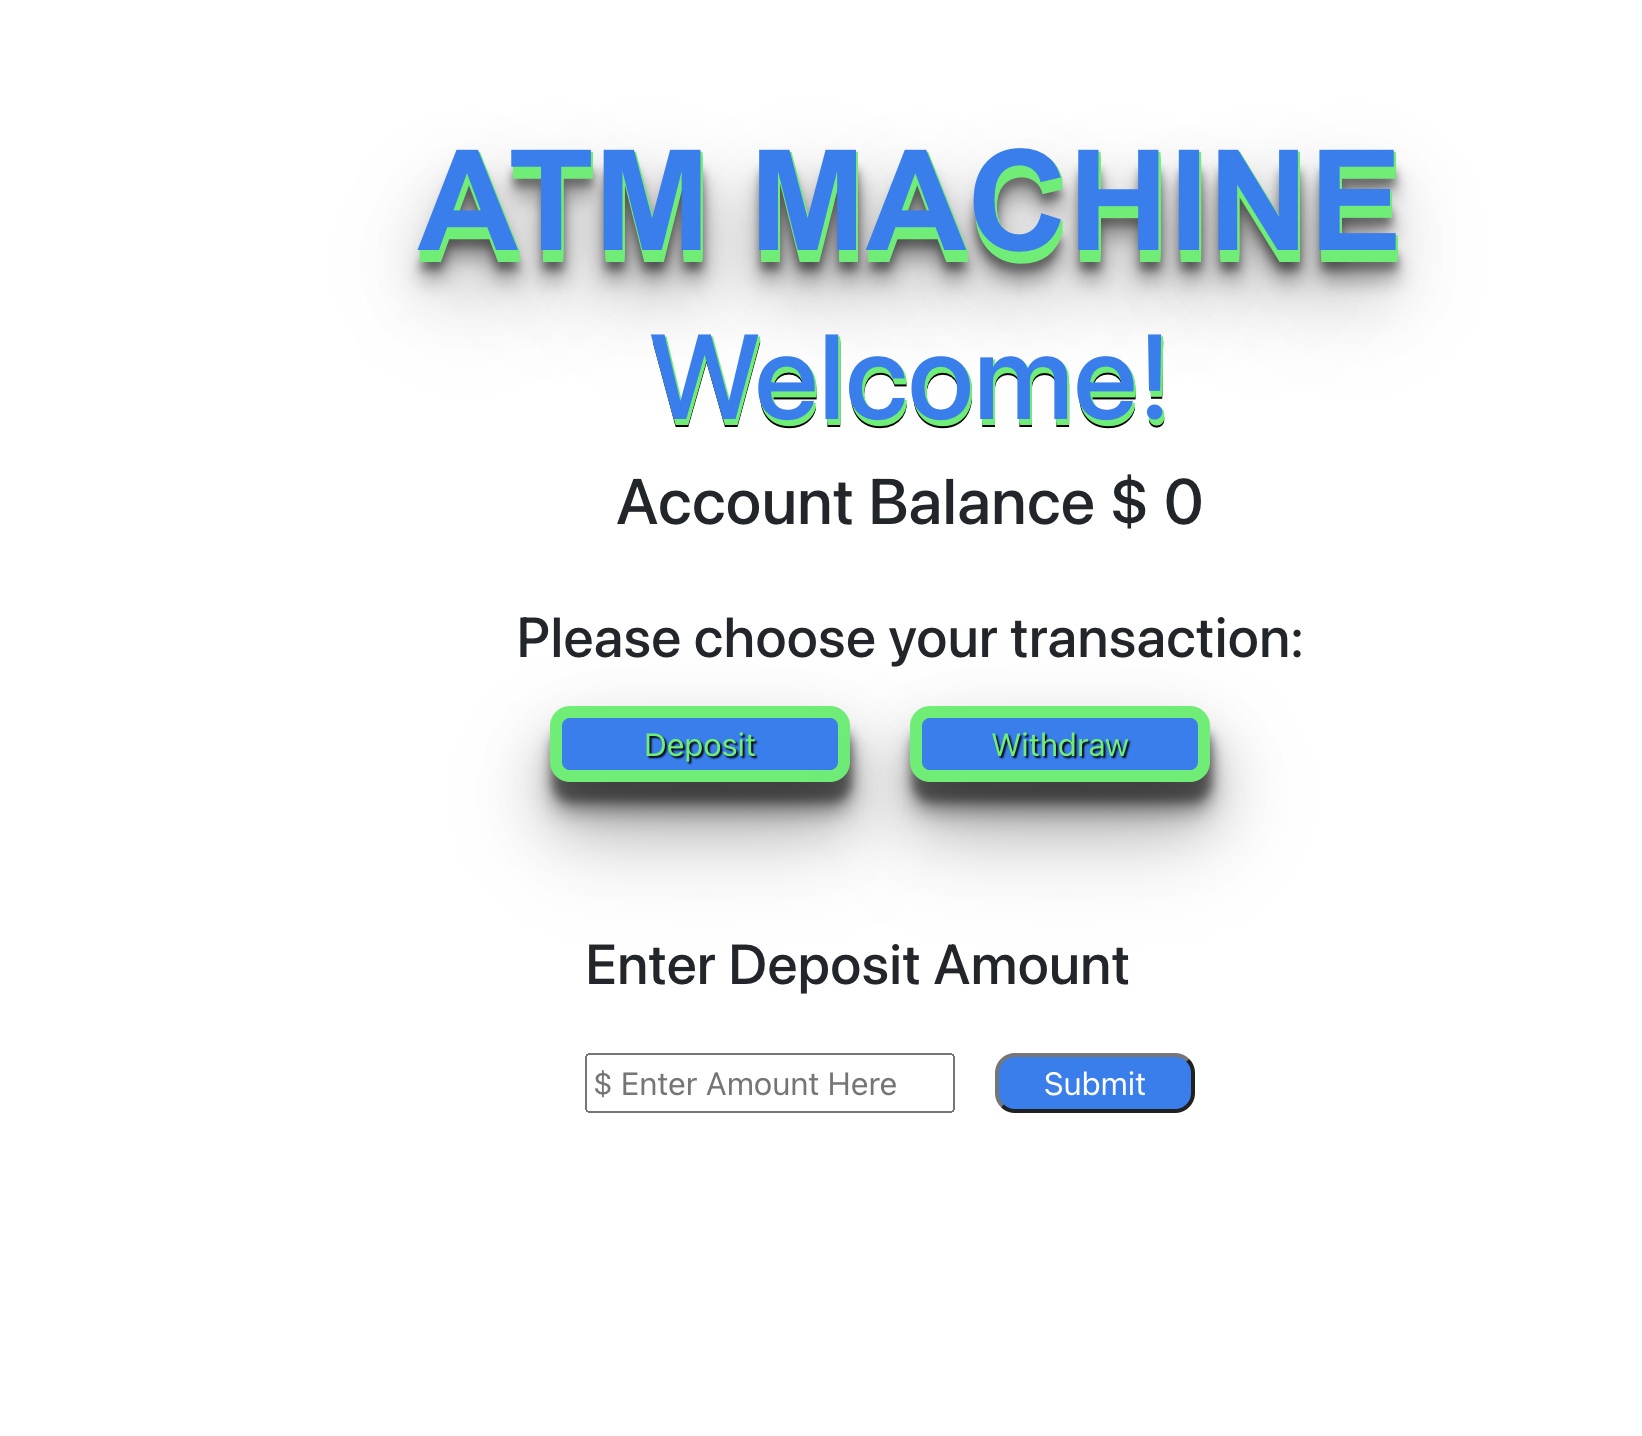 ATM MACHINE
Welcome!
Account Balance $ 0
Please choose your transaction:
Deposit Withdraw
Enter Deposit Amount
$ Enter Amount Here Submit